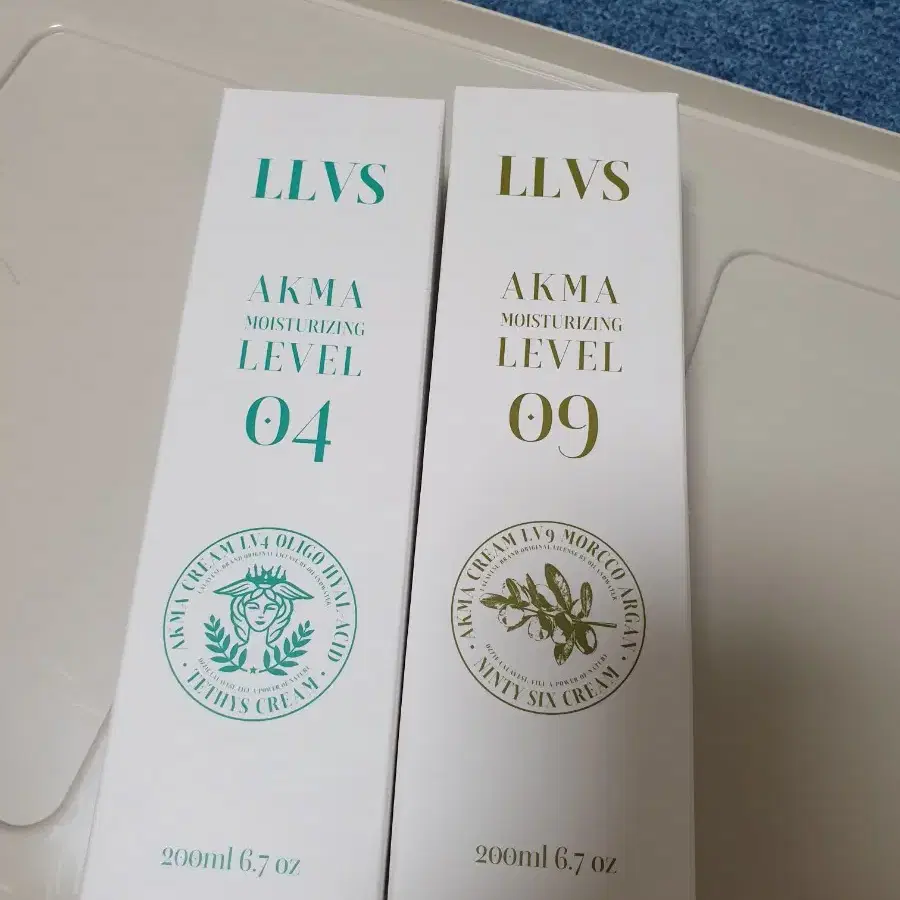 LLVS
AKMA
MOISTURIZING
LEVEL
04
AKMA CREAM LV4 OLIGO HYAL-ACID
TETHYS CREAM
200ml 6.7 oz
LLVS
AKMA
MOISTURIZING
LEVEL
09
AKMA CREAM LV9 MORCCO ARGAN
NINTY SIX CREAM
200ml 6.7 oz